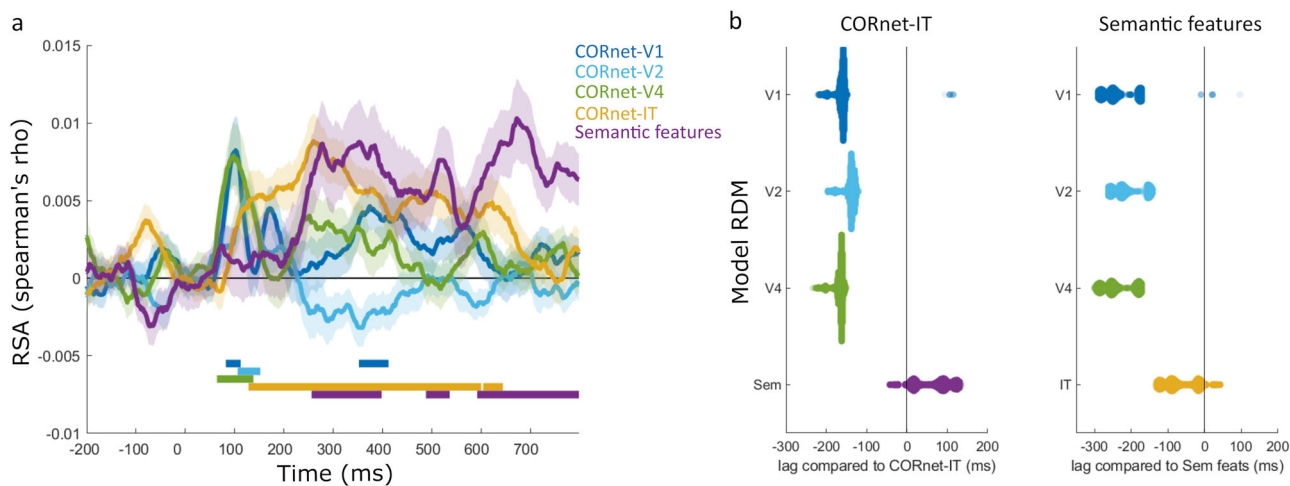 a
RSA (spearman's rho)
0.015
0.01
0.005
0
-0.005
-0.01
-200 -100 0 100 200 300 400 500 600 700
Time (ms)
CORnet-V1
CORnet-V2
CORnet-V4
CORnet-IT
Semantic features
b
CORnet-IT
Model RDM
V1
V2
V4
Sem
-300 -200 -100 0 100 200
lag compared to CORnet-IT (ms)
Semantic features
V1
V2
V4
IT
-300 -200 -100 0 100 200
lag compared to Sem feats (ms)